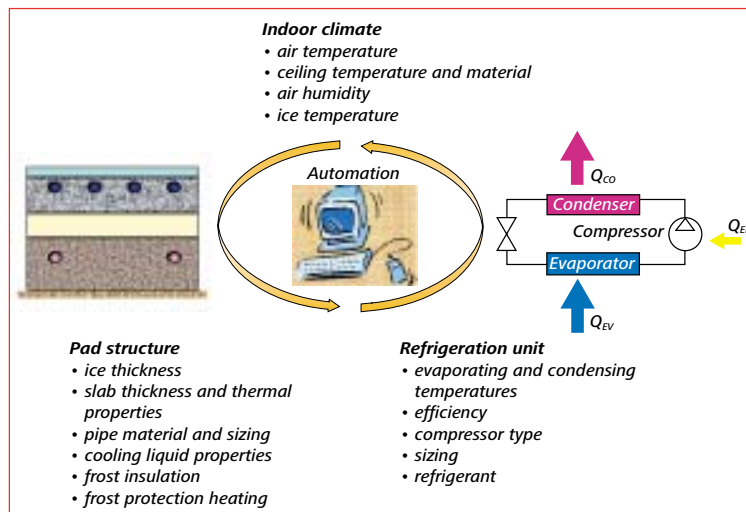 Indoor climate
• air temperature
• ceiling temperature and material
• air humidity
• ice temperature
Automation
Q_CO
Condenser
Compressor
Evaporator
Q_EV
Pad structure
• ice thickness
• slab thickness and thermal
properties
• pipe material and sizing
• cooling liquid properties
• frost insulation
• frost protection heating
Refrigeration unit
• evaporating and condensing
temperatures
• efficiency
• compressor type
• sizing
• refrigerant